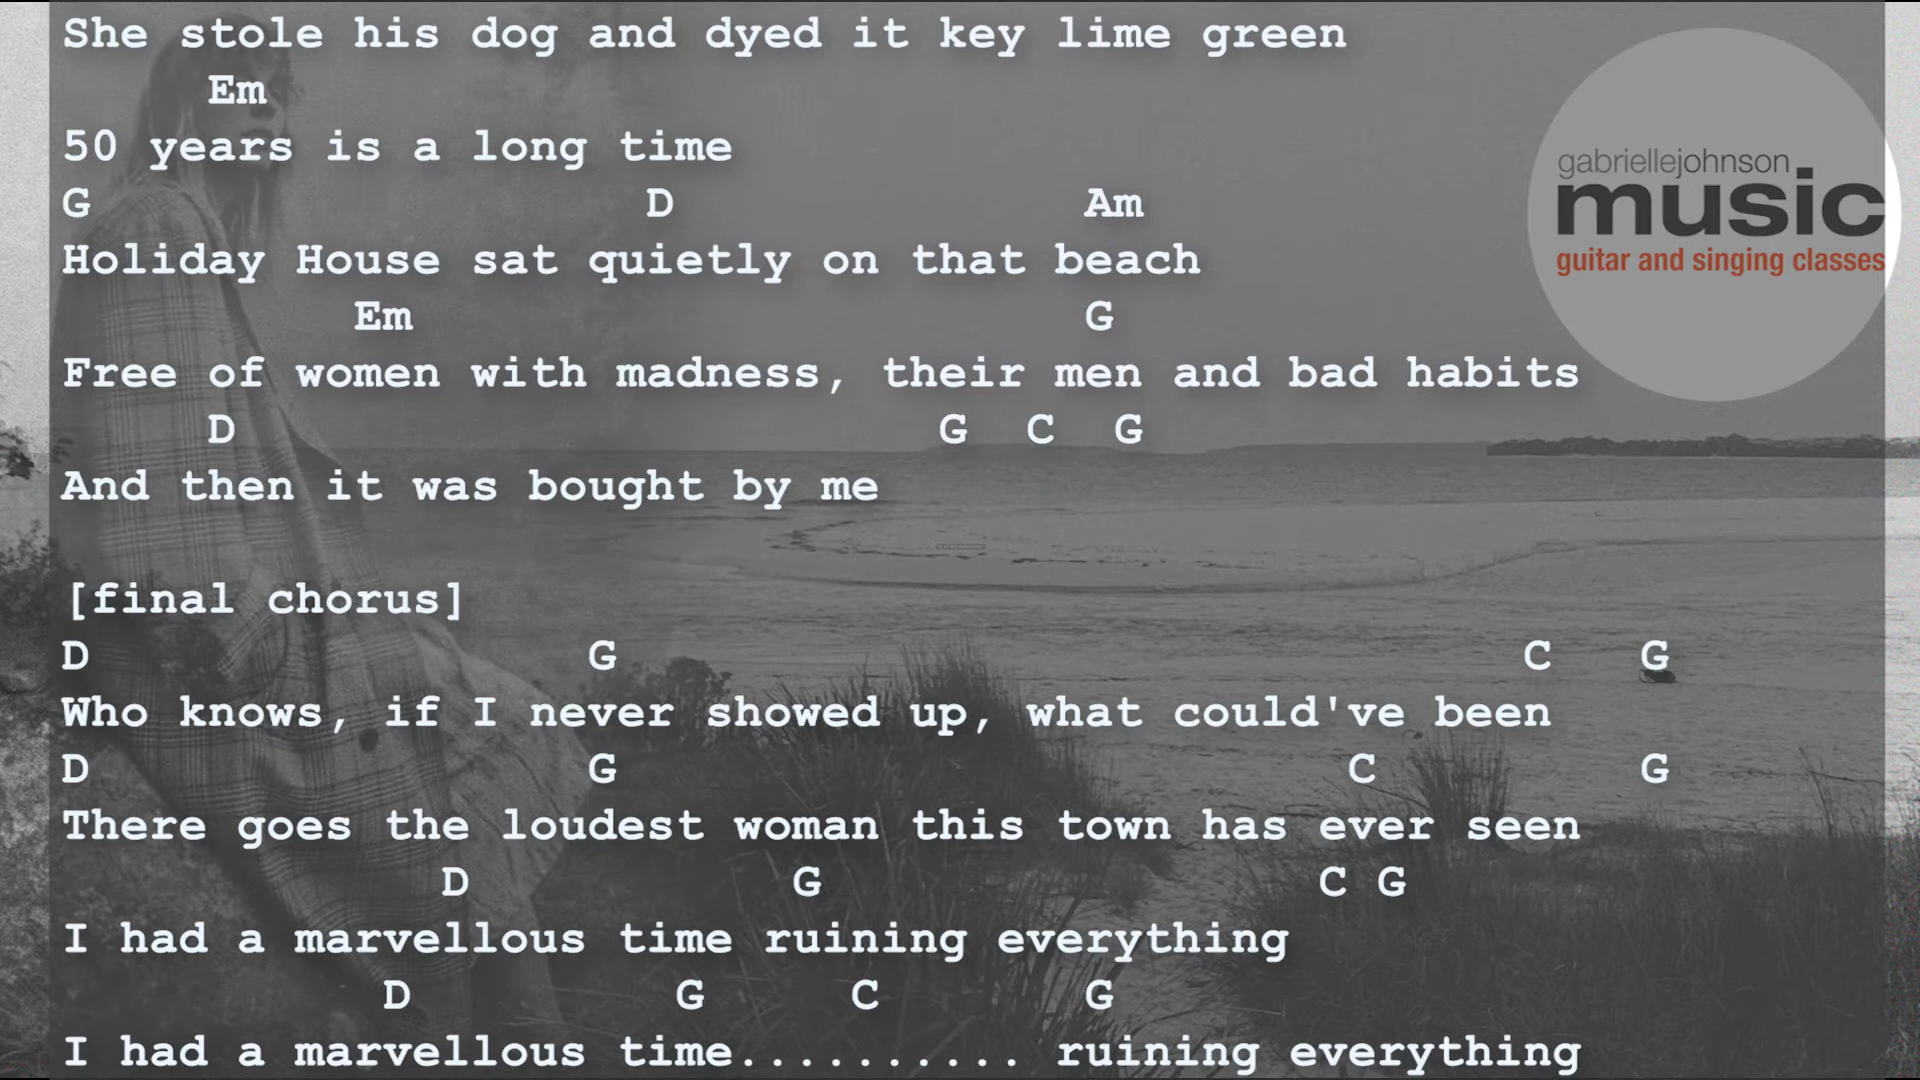 She stole his dog and dyed it key lime green
Em
50 years is a long time
G D Am
Holiday House sat quietly on that beach
Em G
Free of women with madness, their men and bad habits
D G C G
And then it was bought by me
[final chorus]
D G C G
Who knows, if I never showed up, what could've been
D G C G
There goes the loudest woman this town has ever seen
D G C G
I had a marvellous time ruining everything
D G C G
I had a marvellous time.......... ruining everything
gabriellejohnson
music
guitar and singing classes